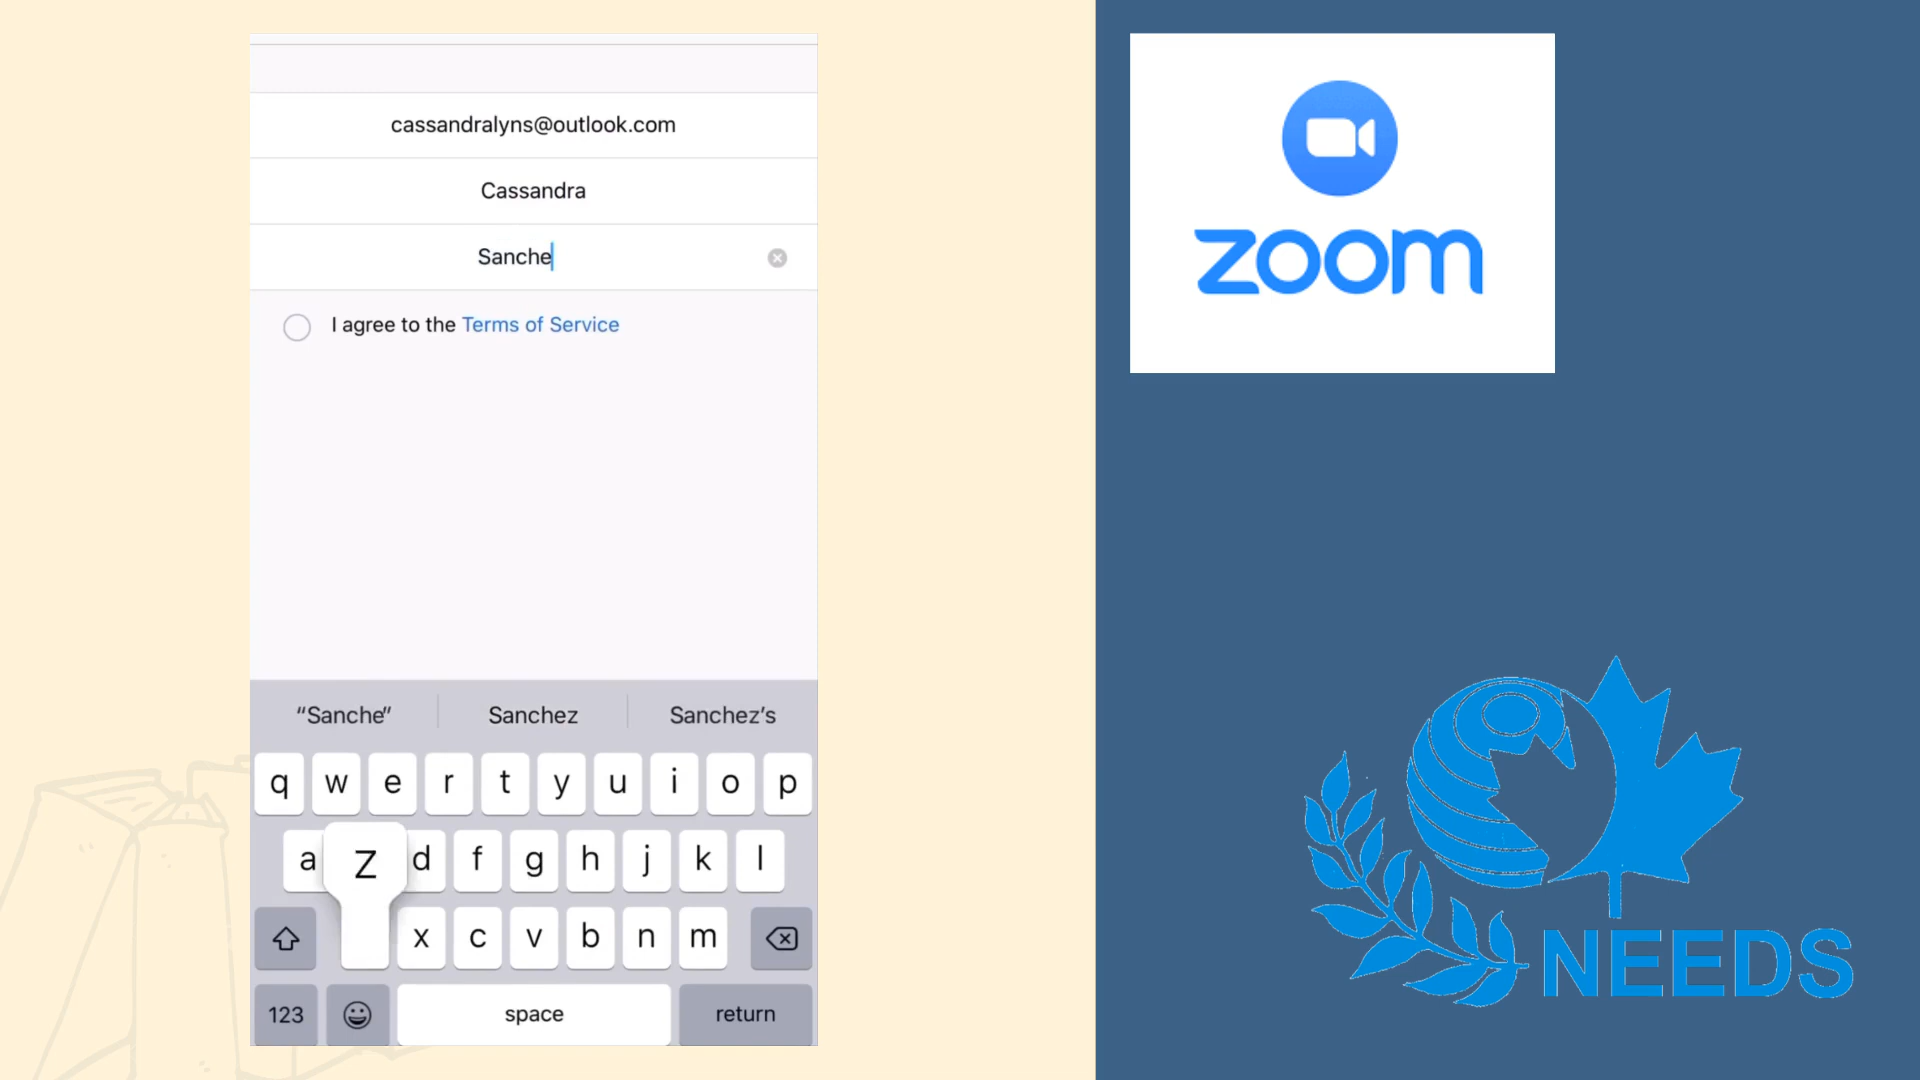 cassandralyns@outlook.com
Cassandra
Sanche
I agree to the Terms of Service
“Sanche” Sanchez Sanchez’s
q w e r t y u i o p
a z d f g h j k l
x c v b n m
123 space return
zoom
NEEDS